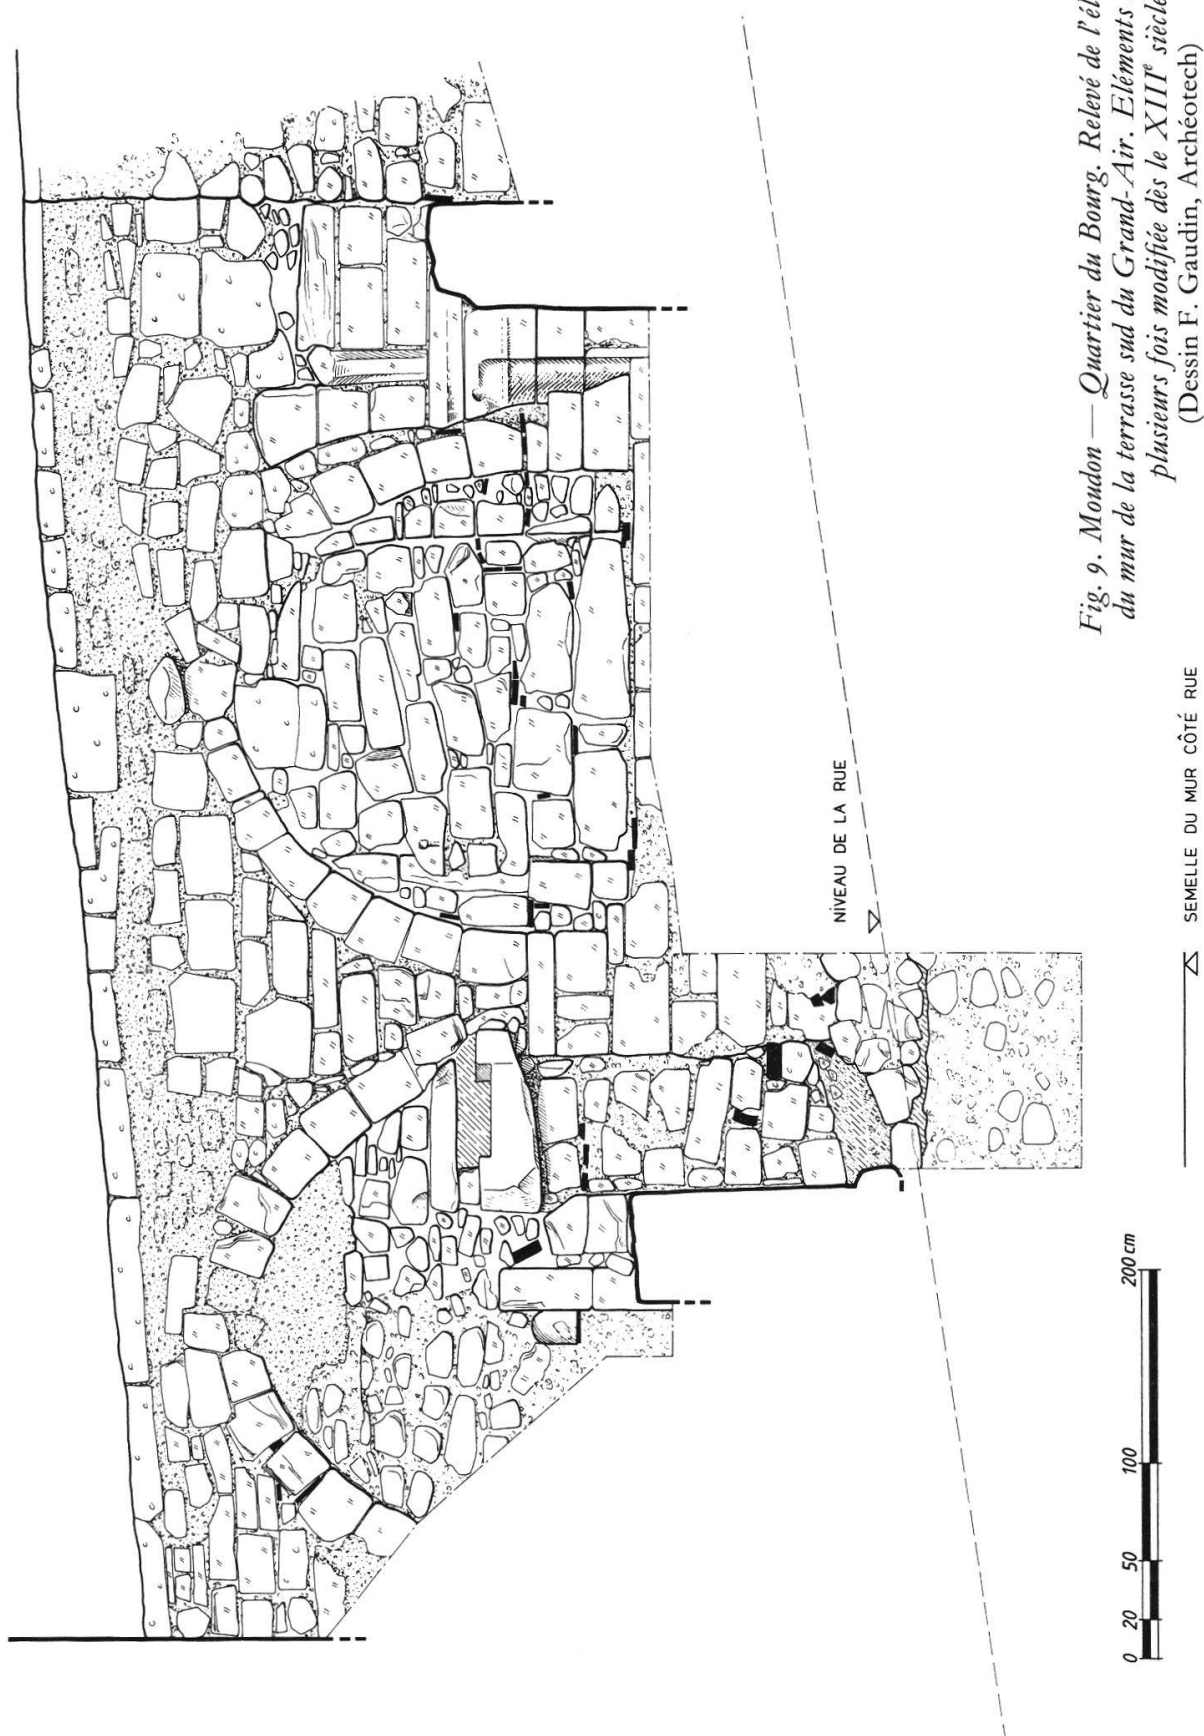 Fig. 9. Moudon — Quartier du Bourg. Relevé de l'él
du mur de la terrasse sud du Grand-Air. Eléments
plusieurs fois modifiée dès le XIIIe siècle
(Dessin F. Gaudin, Archéotech)
NIVEAU DE LA RUE
SEMELLE DU MUR CÔTÉ RUE
0 20 50 100 200 cm